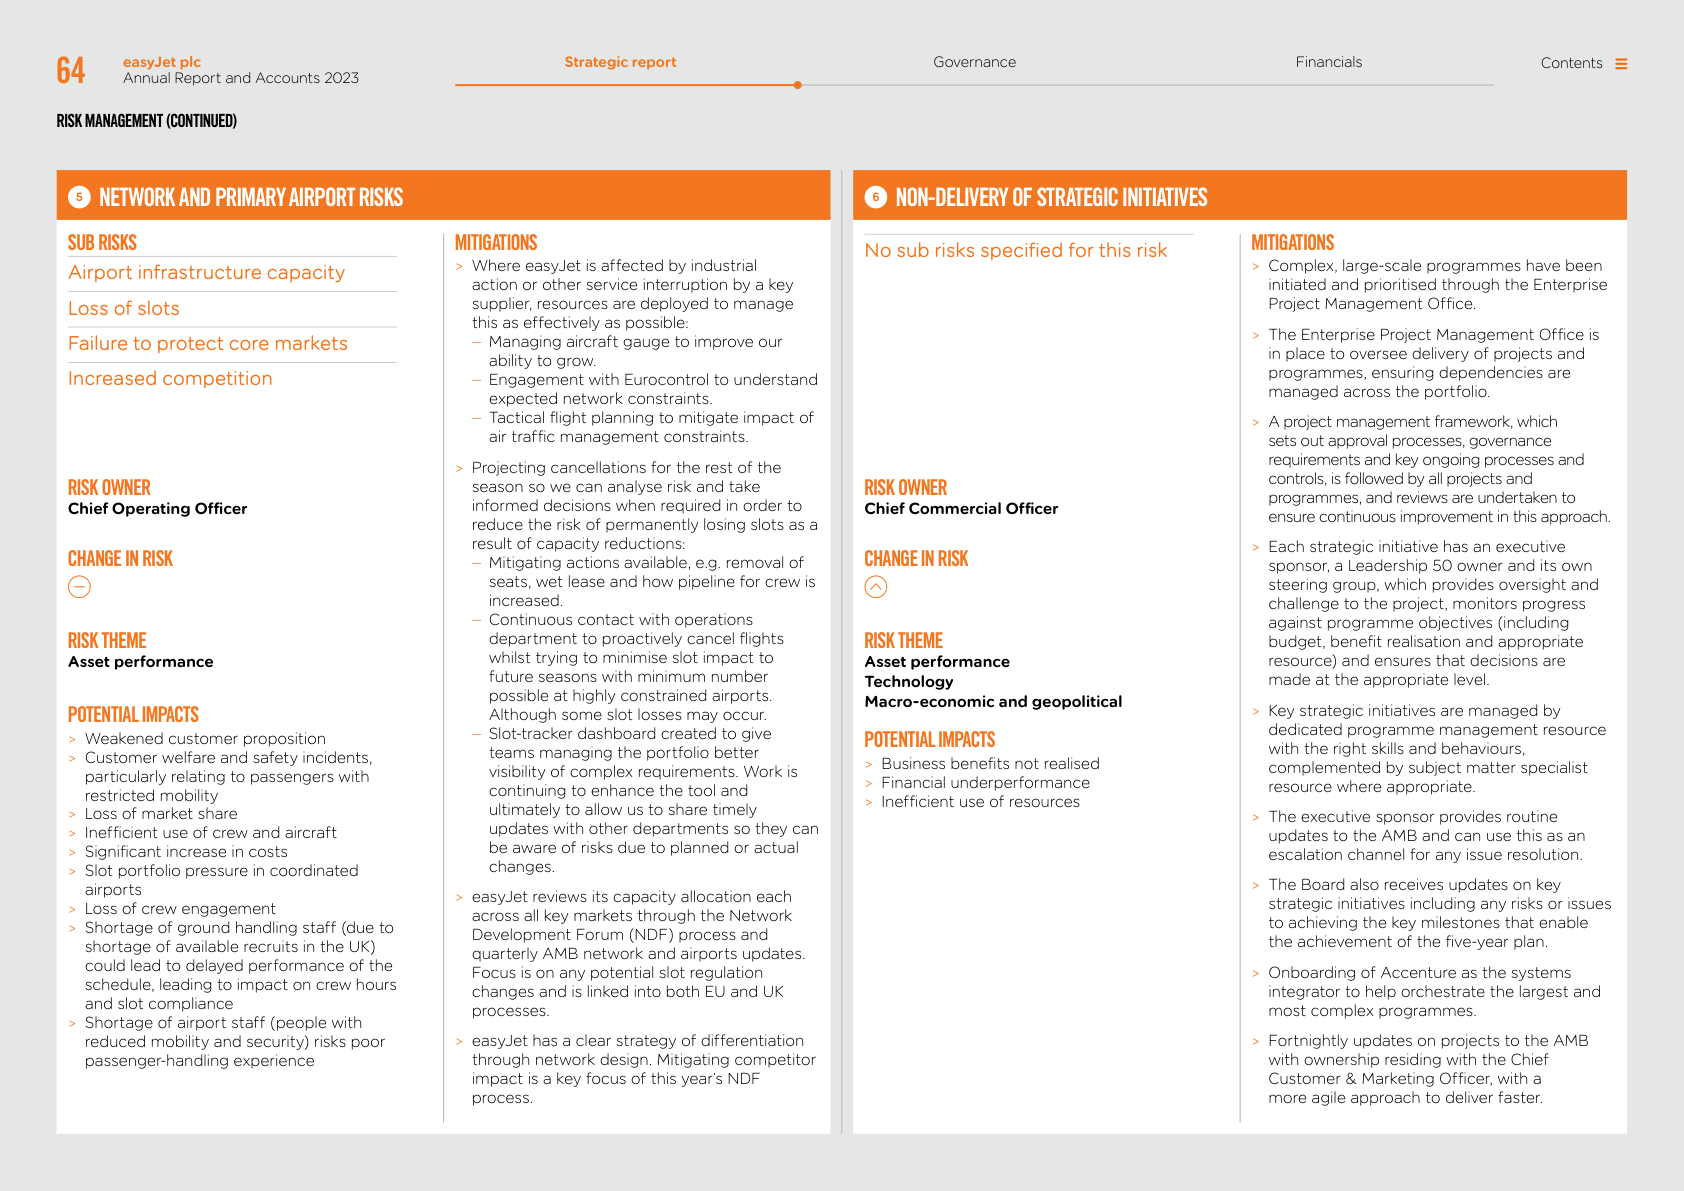 64
easyJet plc
Annual Report and Accounts 2023
Strategic report
Governance
Financials
Contents
RISK MANAGEMENT (CONTINUED)
5 NETWORK AND PRIMARY AIRPORT RISKS
SUB RISKS
Airport infrastructure capacity
Loss of slots
Failure to protect core markets
Increased competition
RISK OWNER
Chief Operating Officer
CHANGE IN RISK
RISK THEME
Asset performance
POTENTIAL IMPACTS
> Weakened customer proposition
> Customer welfare and safety incidents,
particularly relating to passengers with
restricted mobility
> Loss of market share
> Inefficient use of crew and aircraft
> Significant increase in costs
> Slot portfolio pressure in coordinated
airports
> Loss of crew engagement
> Shortage of ground handling staff (due to
shortage of available recruits in the UK)
could lead to delayed performance of the
schedule, leading to impact on crew hours
and slot compliance
> Shortage of airport staff (people with
reduced mobility and security) risks poor
passenger-handling experience
MITIGATIONS
> Where easyJet is affected by industrial
action or other service interruption by a key
supplier, resources are deployed to manage
this as effectively as possible:
– Managing aircraft gauge to improve our
ability to grow.
– Engagement with Eurocontrol to understand
expected network constraints.
– Tactical flight planning to mitigate impact of
air traffic management constraints.
> Projecting cancellations for the rest of the
season so we can analyse risk and take
informed decisions when required in order to
reduce the risk of permanently losing slots as a
result of capacity reductions:
– Mitigating actions available, e.g. removal of
seats, wet lease and how pipeline for crew is
increased.
– Continuous contact with operations
department to proactively cancel flights
whilst trying to minimise slot impact to
future seasons with minimum number
possible at highly constrained airports.
Although some slot losses may occur.
– Slot-tracker dashboard created to give
teams managing the portfolio better
visibility of complex requirements. Work is
continuing to enhance the tool and
ultimately to allow us to share timely
updates with other departments so they can
be aware of risks due to planned or actual
changes.
> easyJet reviews its capacity allocation each
across all key markets through the Network
Development Forum (NDF) process and
quarterly AMB network and airports updates.
Focus is on any potential slot regulation
changes and is linked into both EU and UK
processes.
> easyJet has a clear strategy of differentiation
through network design. Mitigating competitor
impact is a key focus of this year's NDF
process.
6 NON-DELIVERY OF STRATEGIC INITIATIVES
No sub risks specified for this risk
RISK OWNER
Chief Commercial Officer
CHANGE IN RISK
RISK THEME
Asset performance
Technology
Macro-economic and geopolitical
POTENTIAL IMPACTS
> Business benefits not realised
> Financial underperformance
> Inefficient use of resources
MITIGATIONS
> Complex, large-scale programmes have been
initiated and prioritised through the Enterprise
Project Management Office.
> The Enterprise Project Management Office is
in place to oversee delivery of projects and
programmes, ensuring dependencies are
managed across the portfolio.
> A project management framework, which
sets out approval processes, governance
requirements and key ongoing processes and
controls, is followed by all projects and
programmes, and reviews are undertaken to
ensure continuous improvement in this approach.
> Each strategic initiative has an executive
sponsor, a Leadership 50 owner and its own
steering group, which provides oversight and
challenge to the project, monitors progress
against programme objectives (including
budget, benefit realisation and appropriate
resource) and ensures that decisions are
made at the appropriate level.
> Key strategic initiatives are managed by
dedicated programme management resource
with the right skills and behaviours,
complemented by subject matter specialist
resource where appropriate.
> The executive sponsor provides routine
updates to the AMB and can use this as an
escalation channel for any issue resolution.
> The Board also receives updates on key
strategic initiatives including any risks or issues
to achieving the key milestones that enable
the achievement of the five-year plan.
> Onboarding of Accenture as the systems
integrator to help orchestrate the largest and
most complex programmes.
> Fortnightly updates on projects to the AMB
with ownership residing with the Chief
Customer & Marketing Officer, with a
more agile approach to deliver faster.